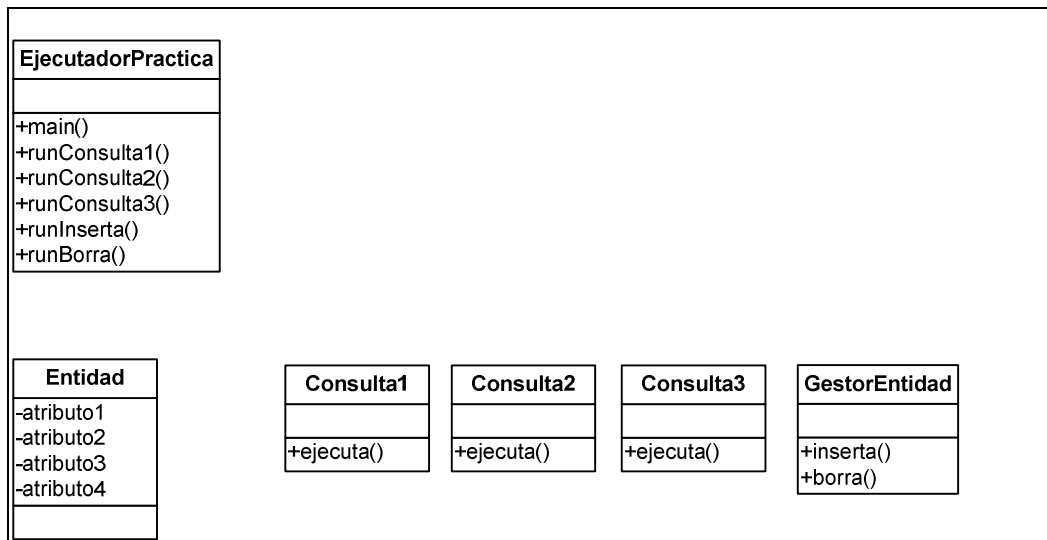 EjecutadorPractica
+main()
+runConsulta1()
+runConsulta2()
+runConsulta3()
+runInserta()
+runBorra()
Entidad
-atributo1
-atributo2
-atributo3
-atributo4
Consulta1
+ejecuta()
Consulta2
+ejecuta()
Consulta3
+ejecuta()
GestorEntidad
+inserta()
+borra()